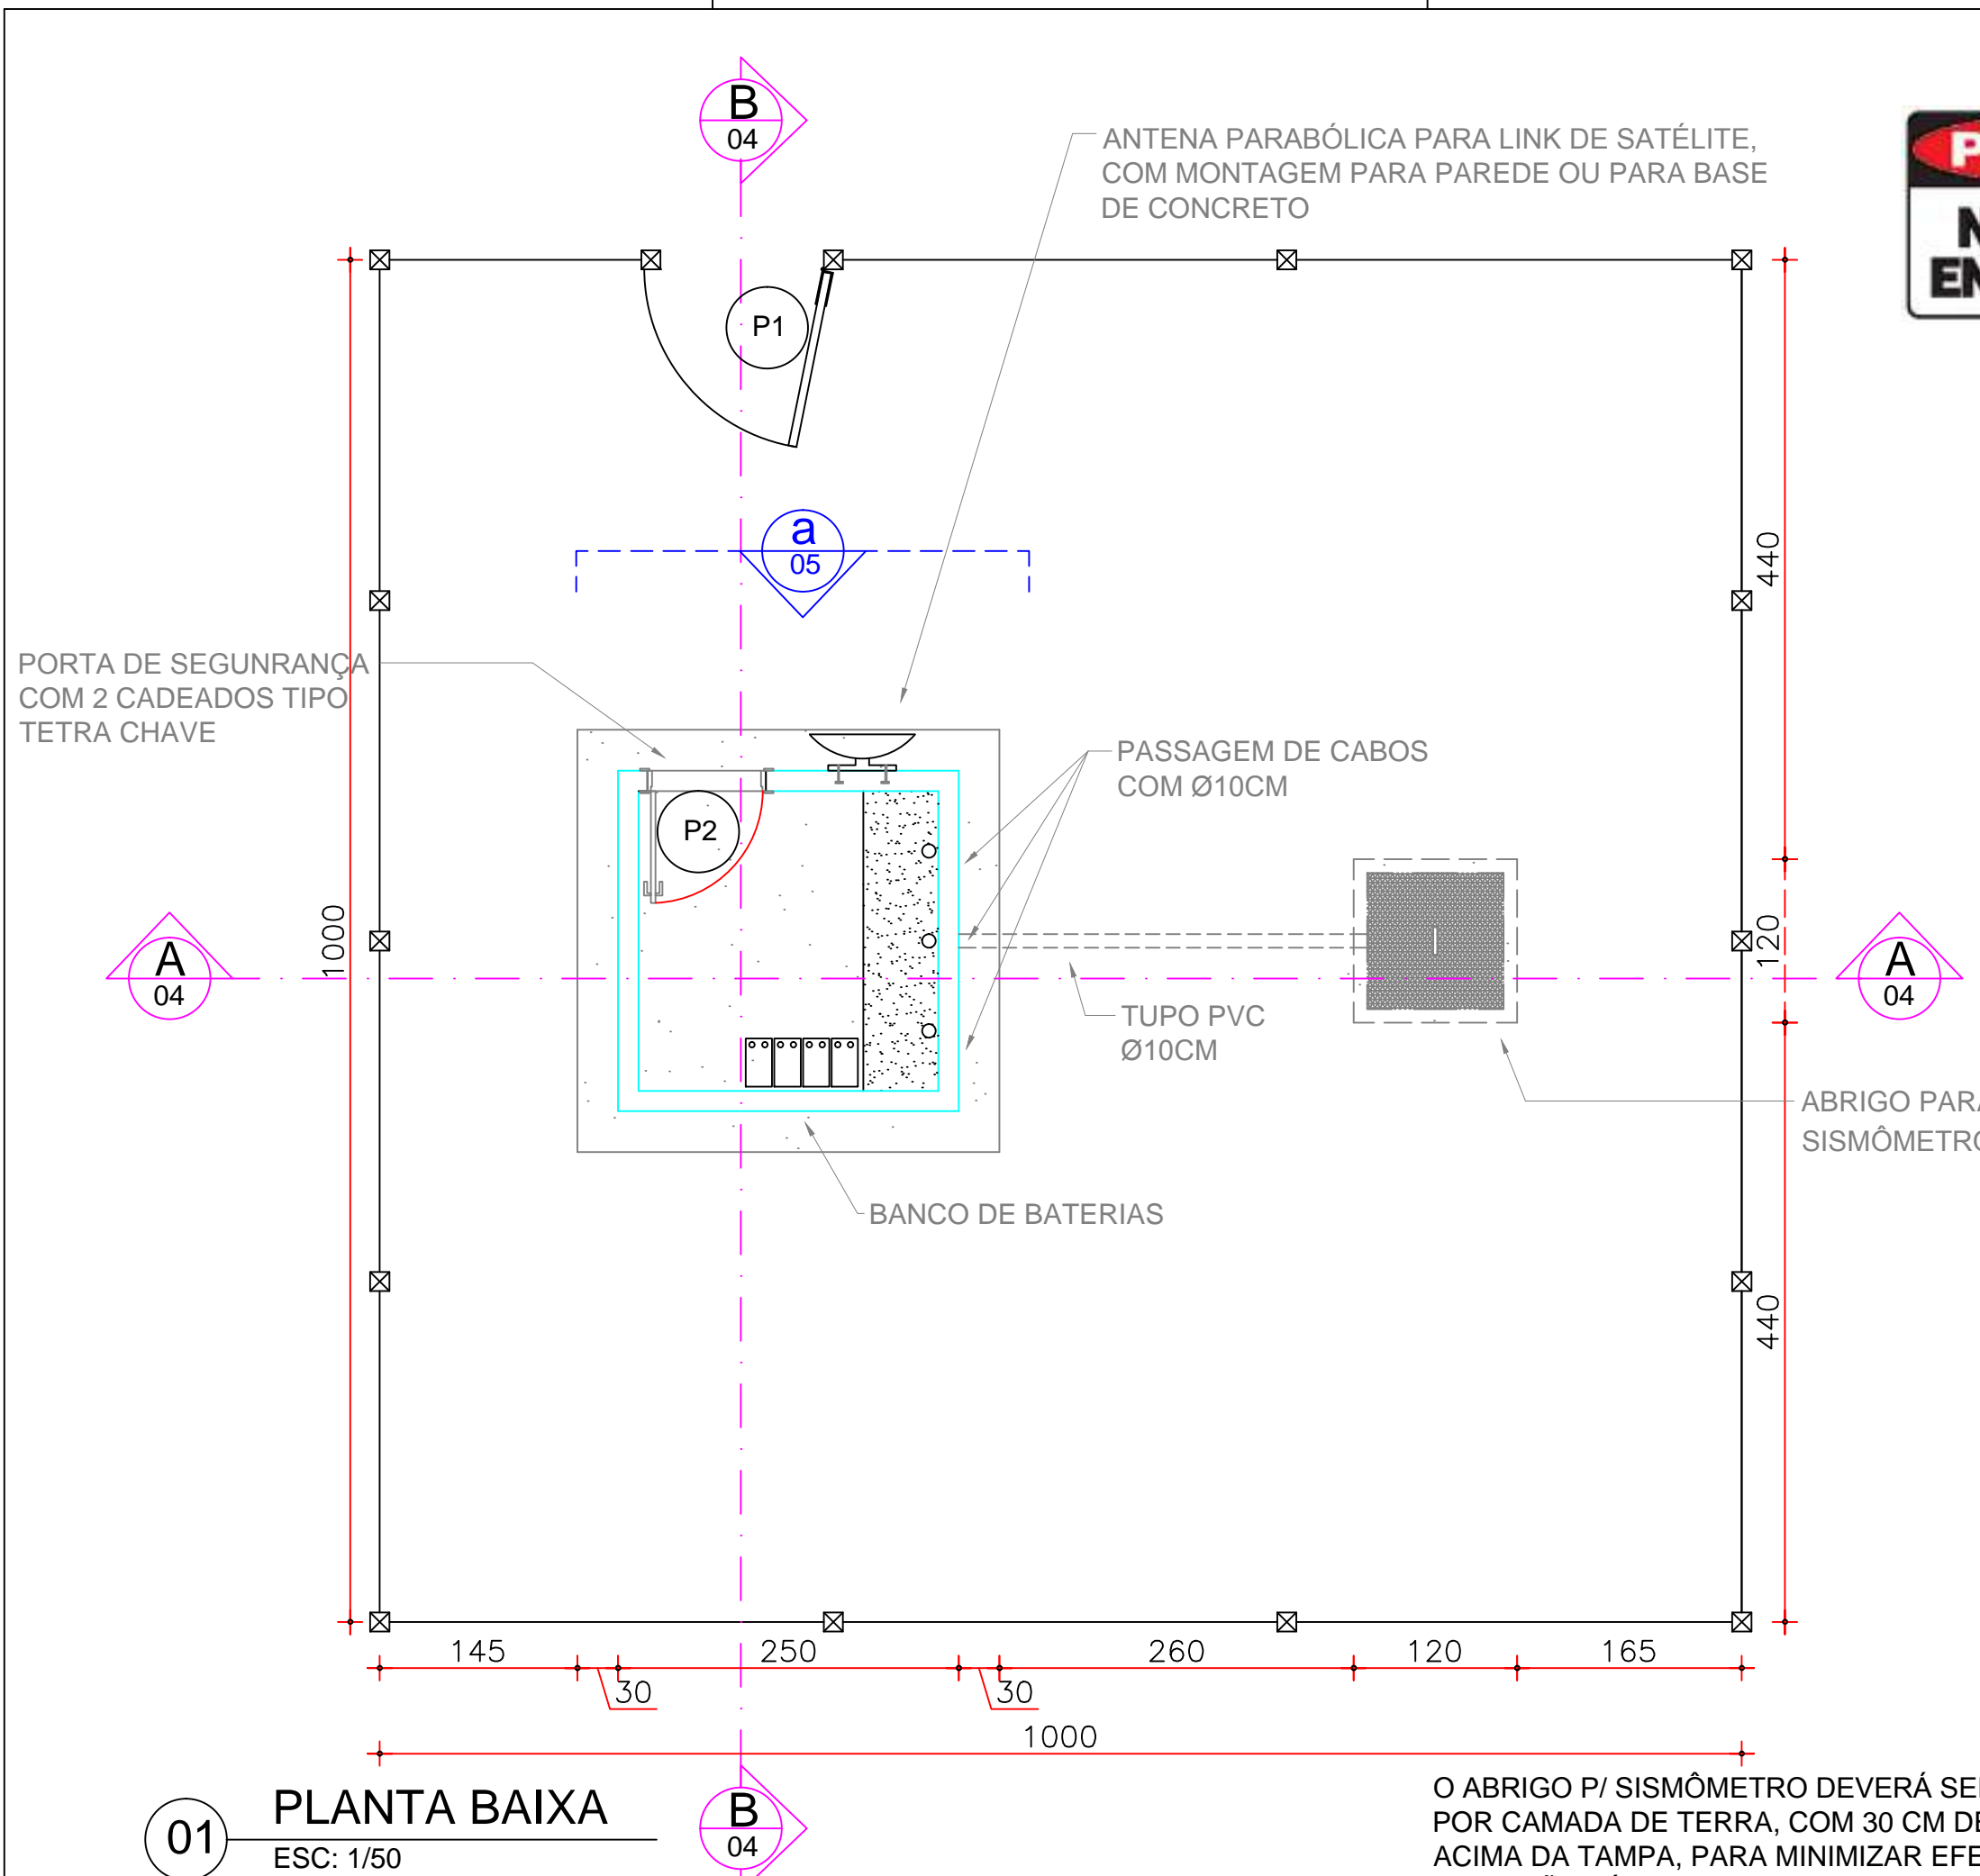 B
04
ANTENA PARABÓLICA PARA LINK DE SATÉLITE,
COM MONTAGEM PARA PAREDE OU PARA BASE
DE CONCRETO
P1
a
05
440
PORTA DE SEGUNRANÇA
COM 2 CADEADOS TIPO
TETRA CHAVE
PASSAGEM DE CABOS
COM Ø10CM
P2
1000
120
A
04
A
04
TUPO PVC
Ø10CM
ABRIGO PARA
SISMÔMETRO
BANCO DE BATERIAS
440
145
250
260
120
165
30
30
1000
PLANTA BAIXA
01
ESC: 1/50
B
04
O ABRIGO P/ SISMÔMETRO DEVERÁ
POR CAMADA DE TERRA, COM 30 CM DE
ACIMA DA TAMPA, PARA MINIMIZAR